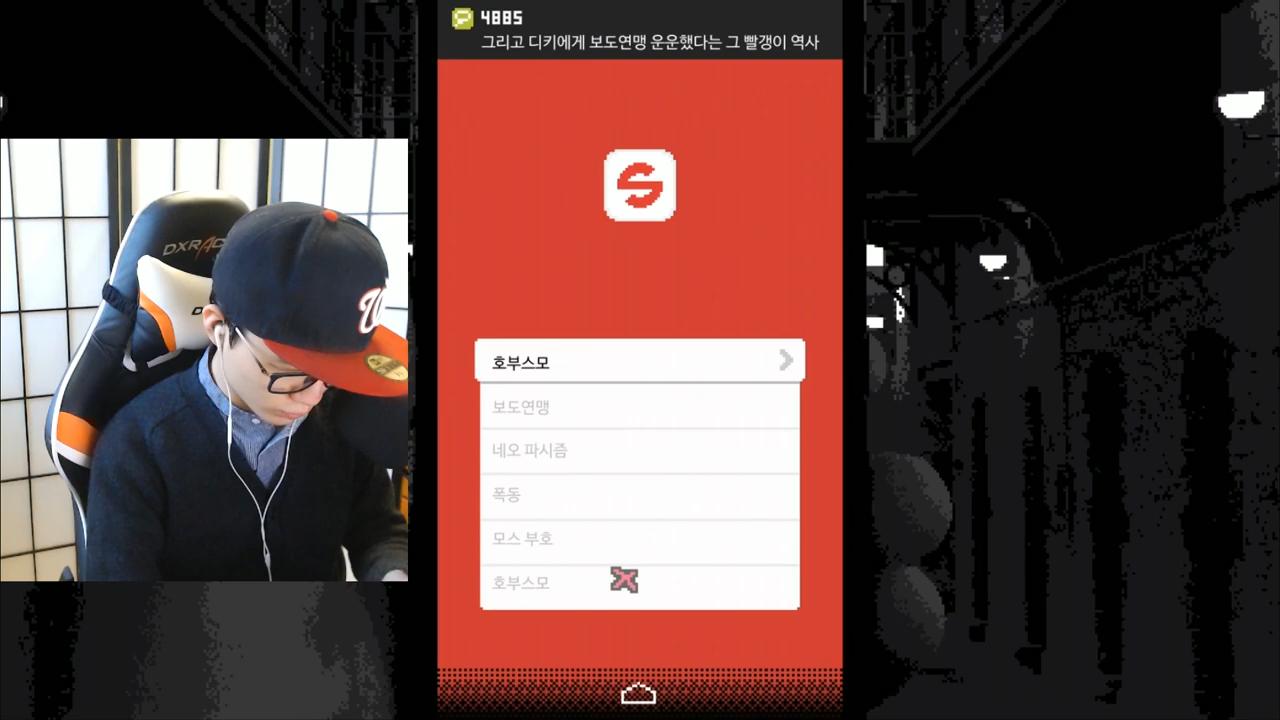 4885
그리고 디키에게 보도연맹 운운했다는 그 빨갱이 역사
S
DXRAC
W
호부스모
보도연맹
네오 파시즘
폭동
모스 부호
호부스모